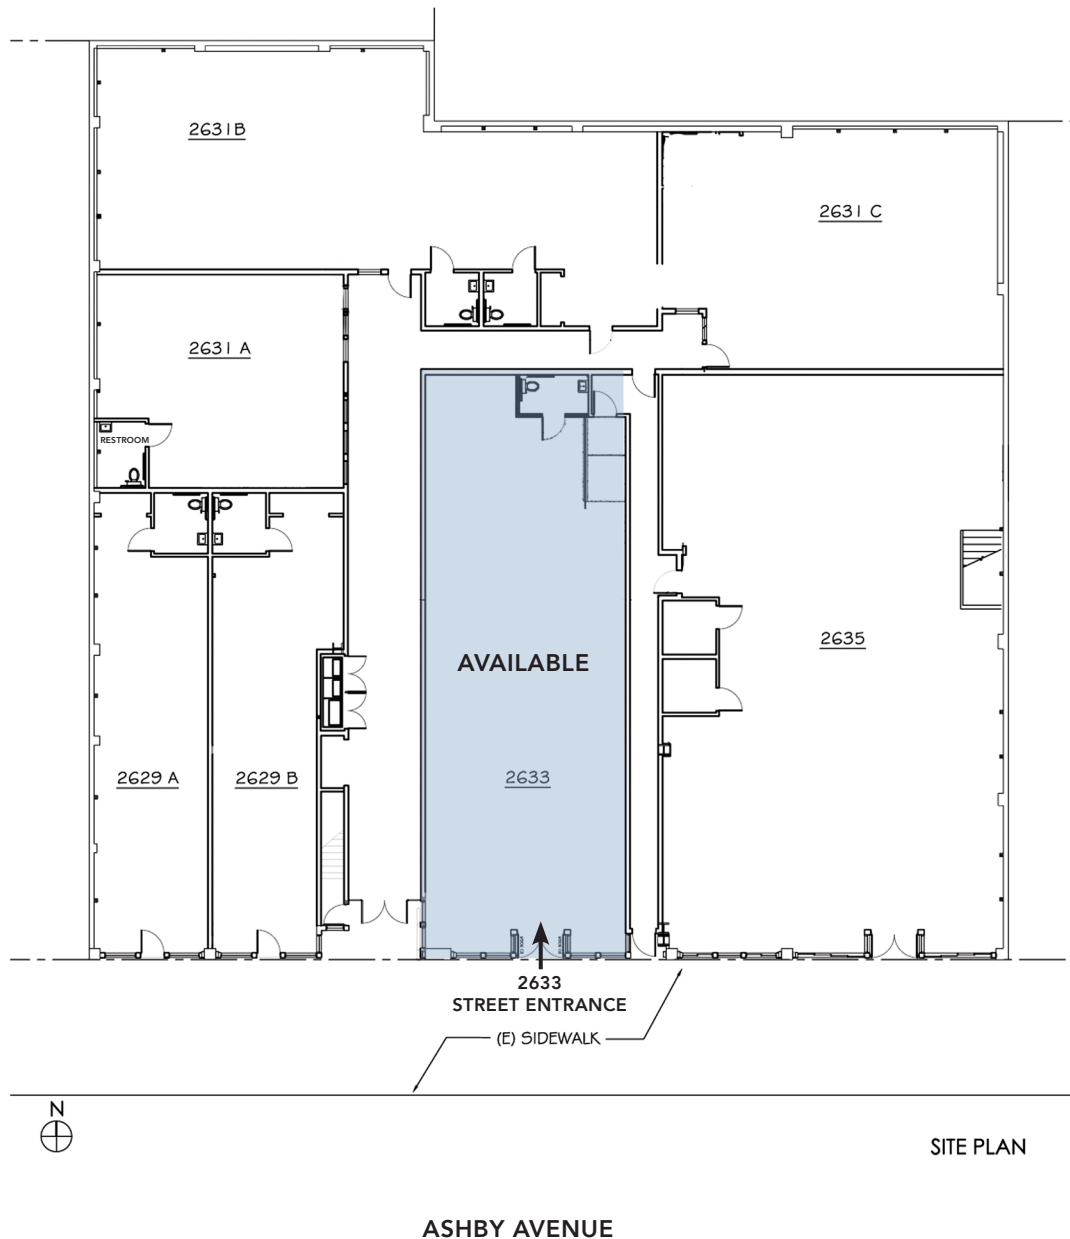 2631B
2631 C
2631 A
RESTROOM
2635
AVAILABLE
2629 A
2629 B
2633
2633
STREET ENTRANCE
(E) SIDEWALK
N
SITE PLAN
ASHBY AVENUE